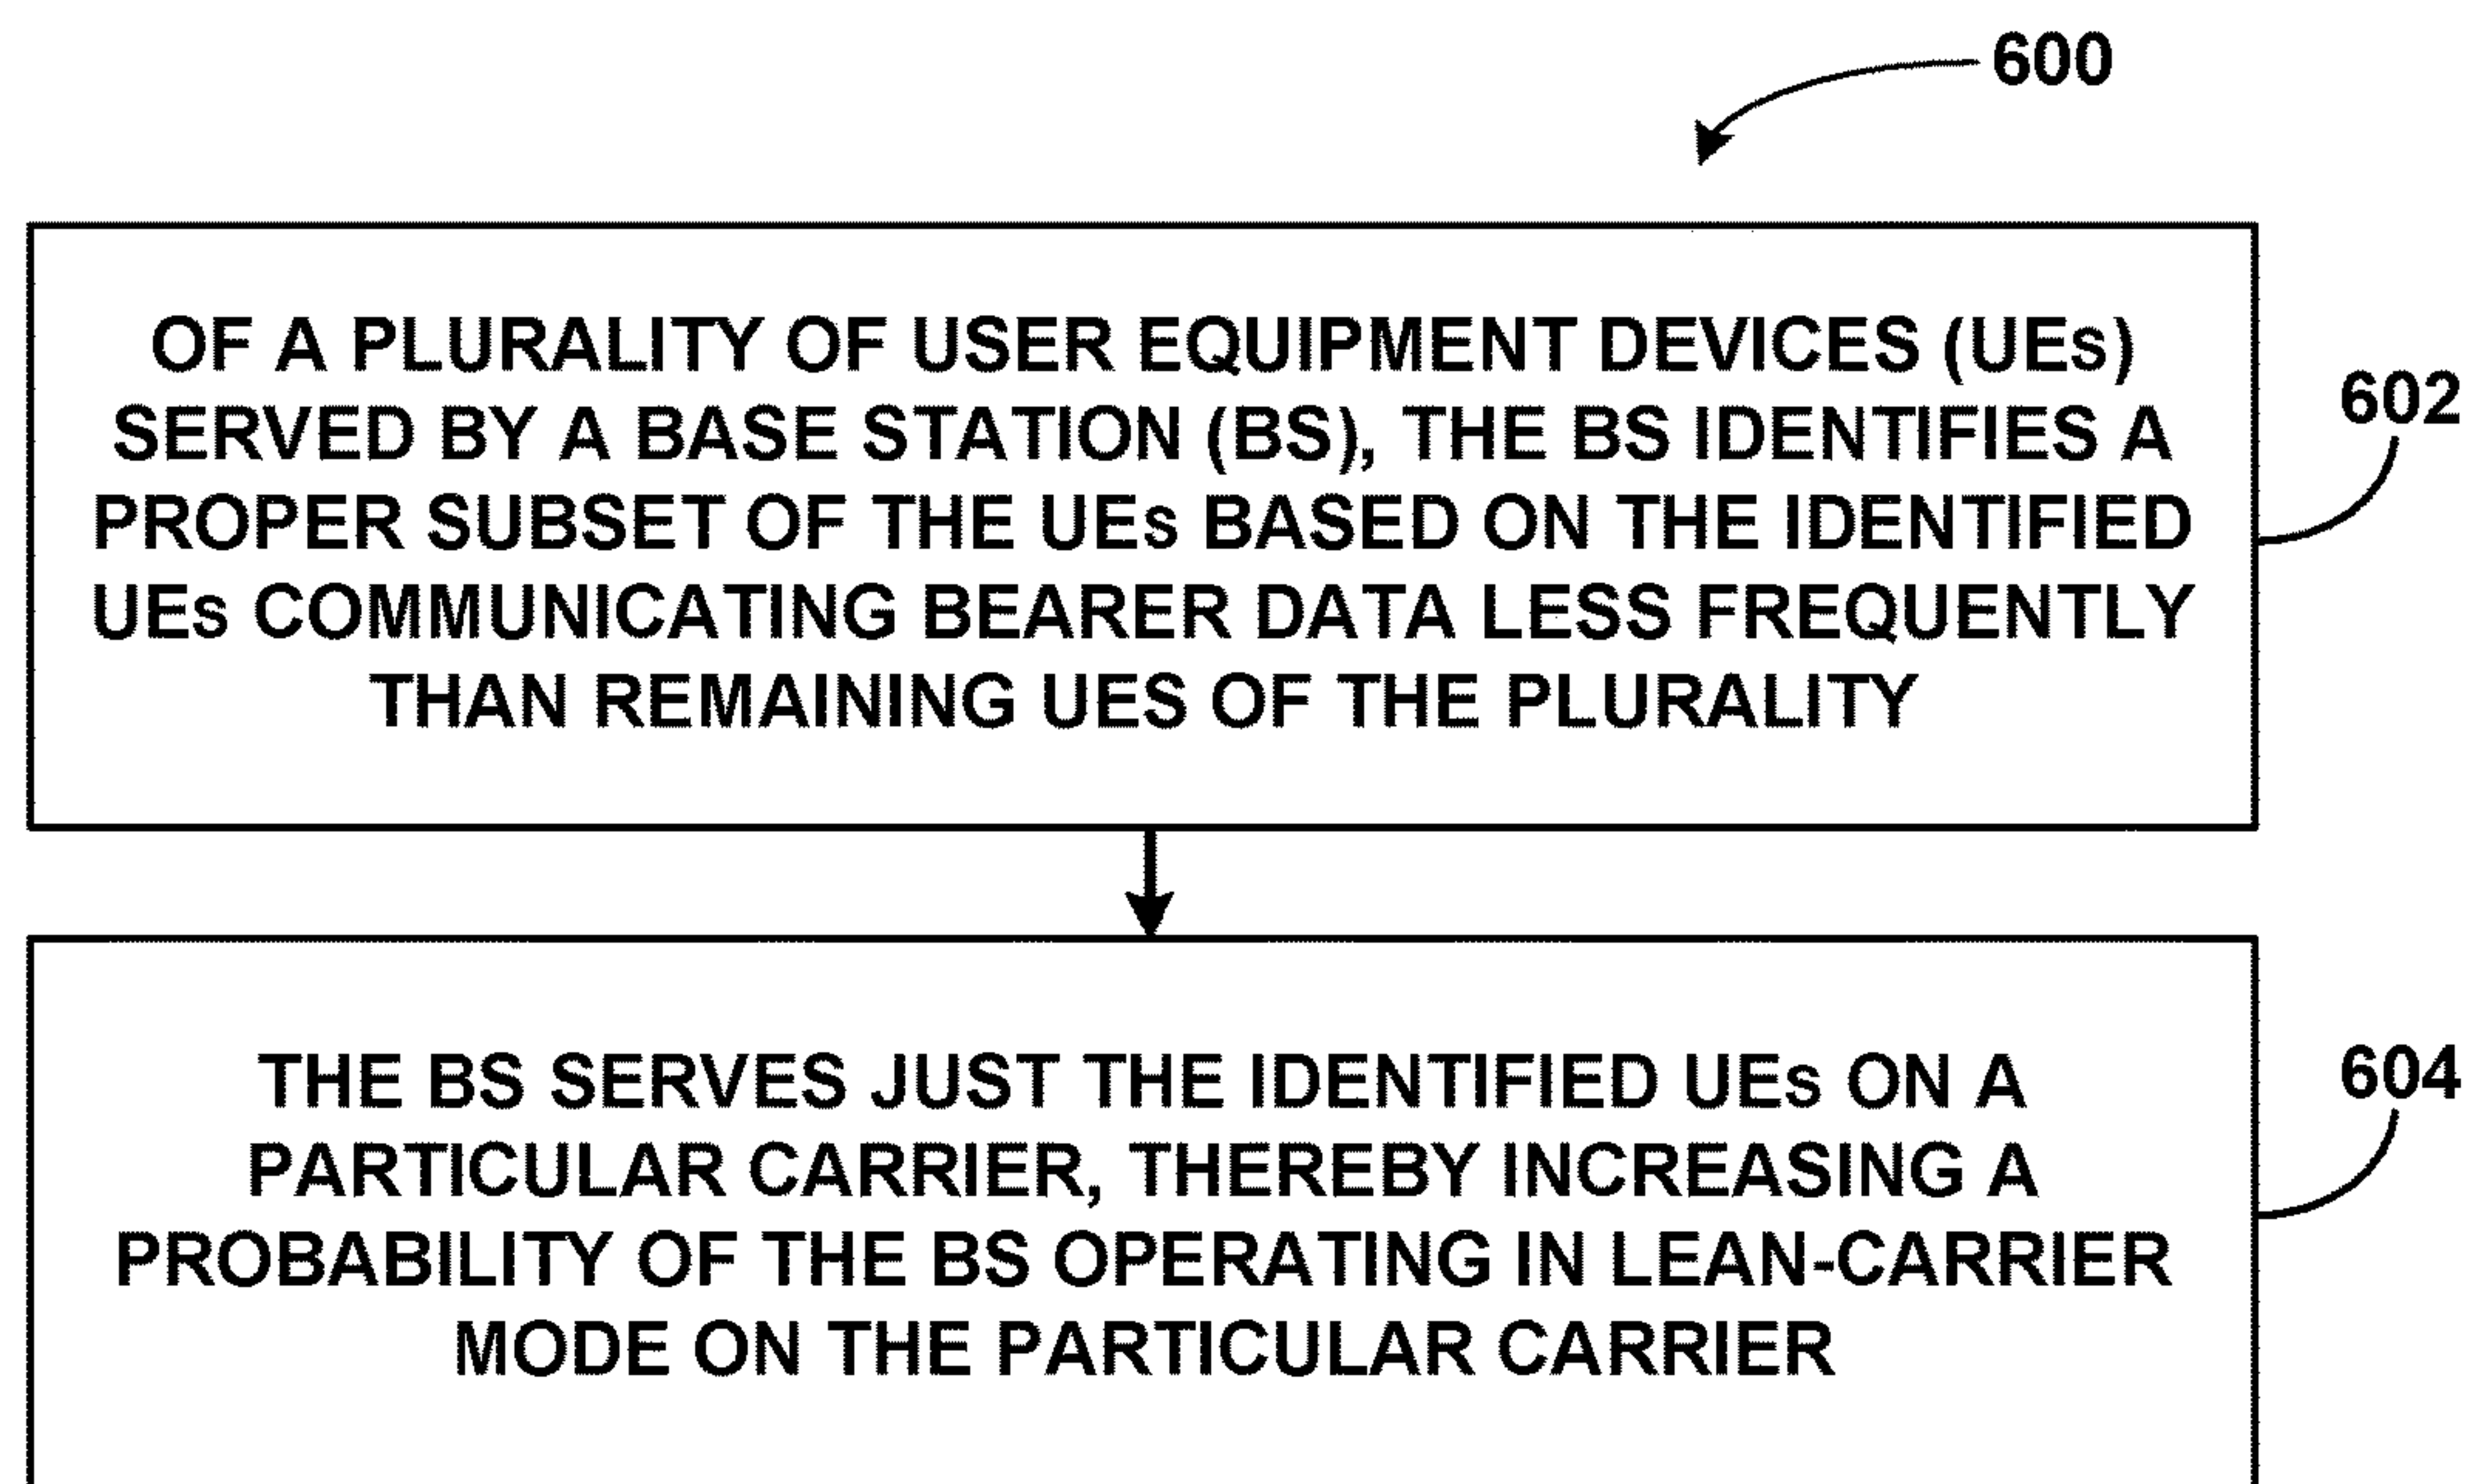 600
OF A PLURALITY OF USER EQUIPMENT DEVICES (UEs)
SERVED BY A BASE STATION (BS), THE BS IDENTIFIES A
PROPER SUBSET OF THE UEs BASED ON THE IDENTIFIED
UEs COMMUNICATING BEARER DATA LESS FREQUENTLY
THAN REMAINING UES OF THE PLURALITY
602
THE BS SERVES JUST THE IDENTIFIED UEs ON A
PARTICULAR CARRIER, THEREBY INCREASING A
PROBABILITY OF THE BS OPERATING IN LEAN-CARRIER
MODE ON THE PARTICULAR CARRIER
604